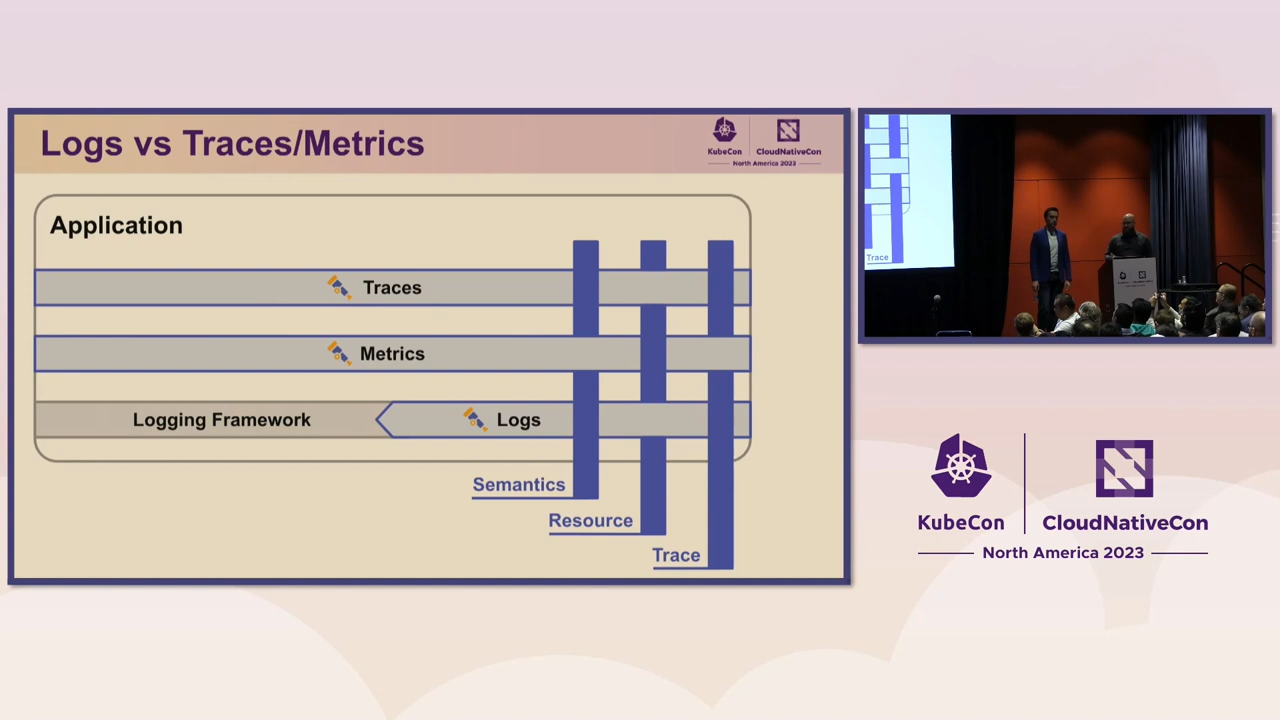 Logs vs Traces/Metrics
KubeCon
CloudNativeCon
North America 2023
Application
Traces
Metrics
Logging Framework
Logs
Semantics
Resource
Trace
Trace
KubeCon
CloudNativeCon
North America 2023